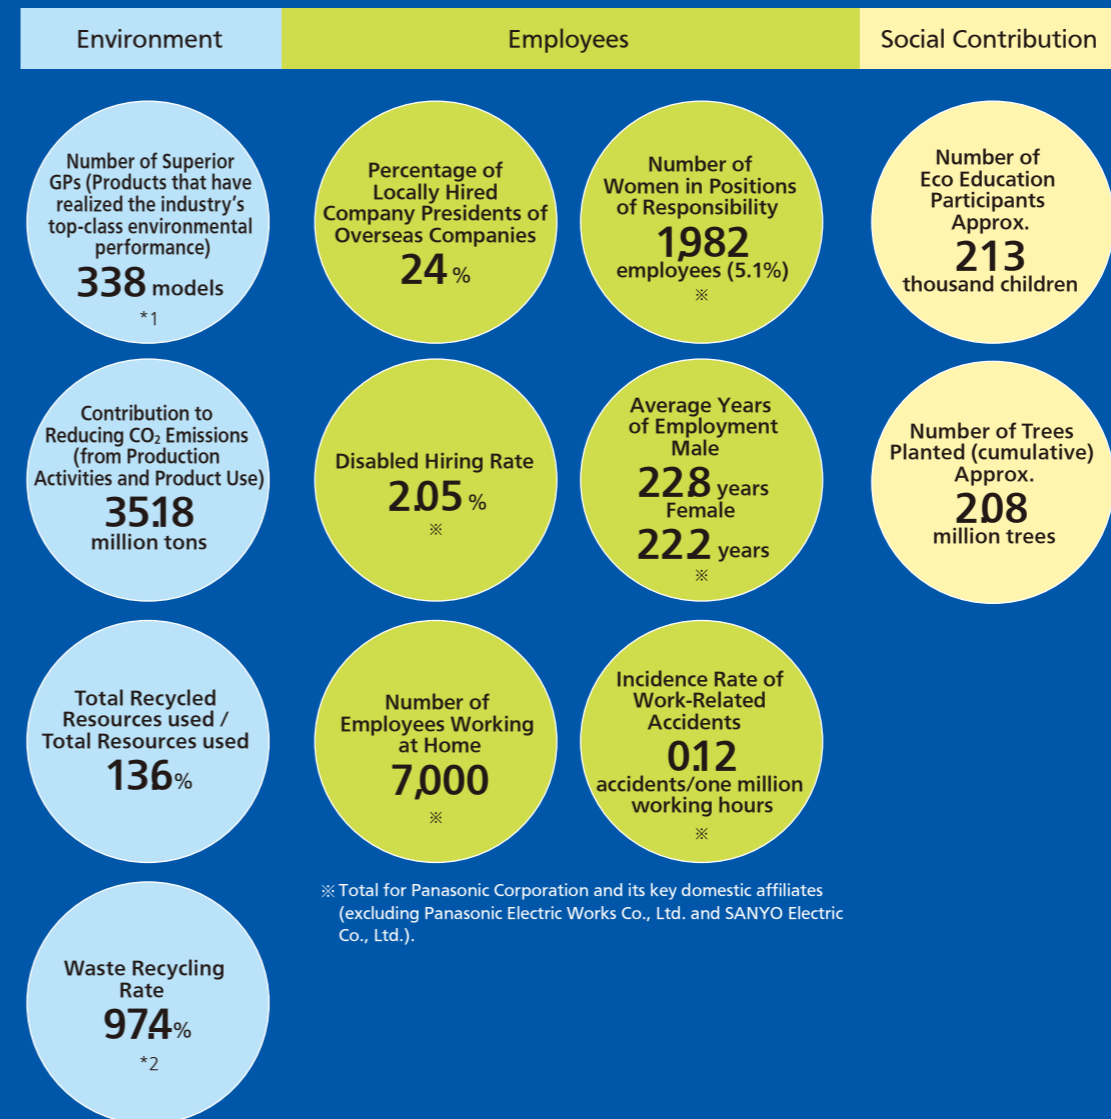 Environment
Employees
Social Contribution
Number of Superior
GPs (Products that have
realized the industry's
top-class environmental
performance)
338 models
*1
Contribution to
Reducing CO₂ Emissions
(from Production
Activities and Product Use)
35.18
million tons
Total Recycled
Resources used /
Total Resources used
13.6%
Waste Recycling
Rate
97.4%
*2
Percentage of
Locally Hired
Company Presidents of
Overseas Companies
24 %
Disabled Hiring Rate
2.05 %
※
Number of
Employees Working
at Home
7,000
※
Number of
Women in Positions
of Responsibility
1,982
employees (5.1%)
※
Average Years
of Employment
Male
22.8 years
Female
22.2 years
※
Incidence Rate of
Work-Related
Accidents
0.12
accidents/one million
working hours
※
※ Total for Panasonic Corporation and its key domestic affiliates
(excluding Panasonic Electric Works Co., Ltd. and SANYO Electric
Co., Ltd.).
Number of
Eco Education
Participants
Approx.
213
thousand children
Number of Trees
Planted (cumulative)
Approx.
2.08
million trees